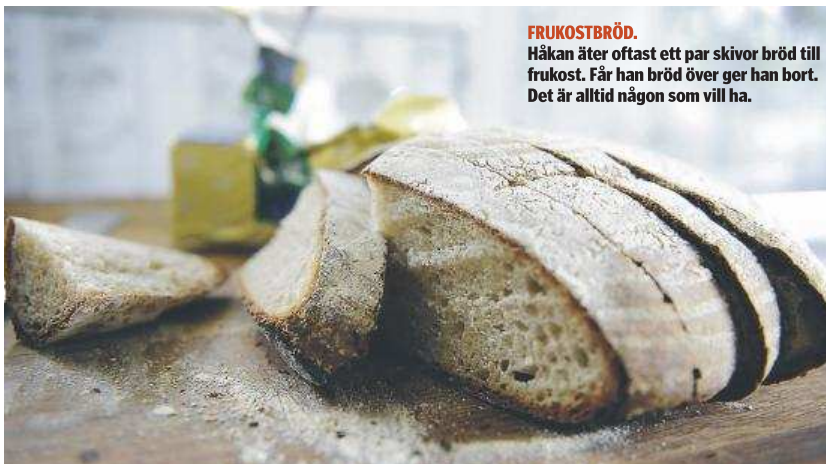 FRUKOSTBRÖD.
Håkan äter oftast ett par skivor bröd till
frukost. Får han bröd över ger han bort.
Det är alltid någon som vill ha.